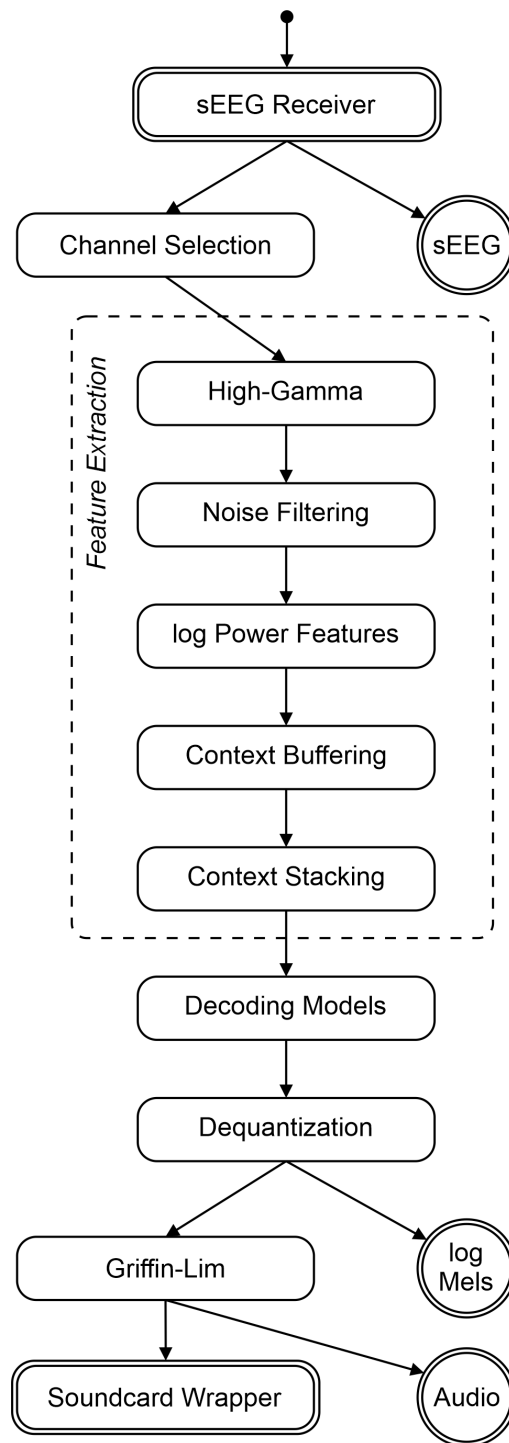 sEEG Receiver
Channel Selection
sEEG
Feature Extraction
High-Gamma
Noise Filtering
log Power Features
Context Buffering
Context Stacking
Decoding Models
Dequantization
Griffin-Lim
log
Mels
Soundcard Wrapper
Audio